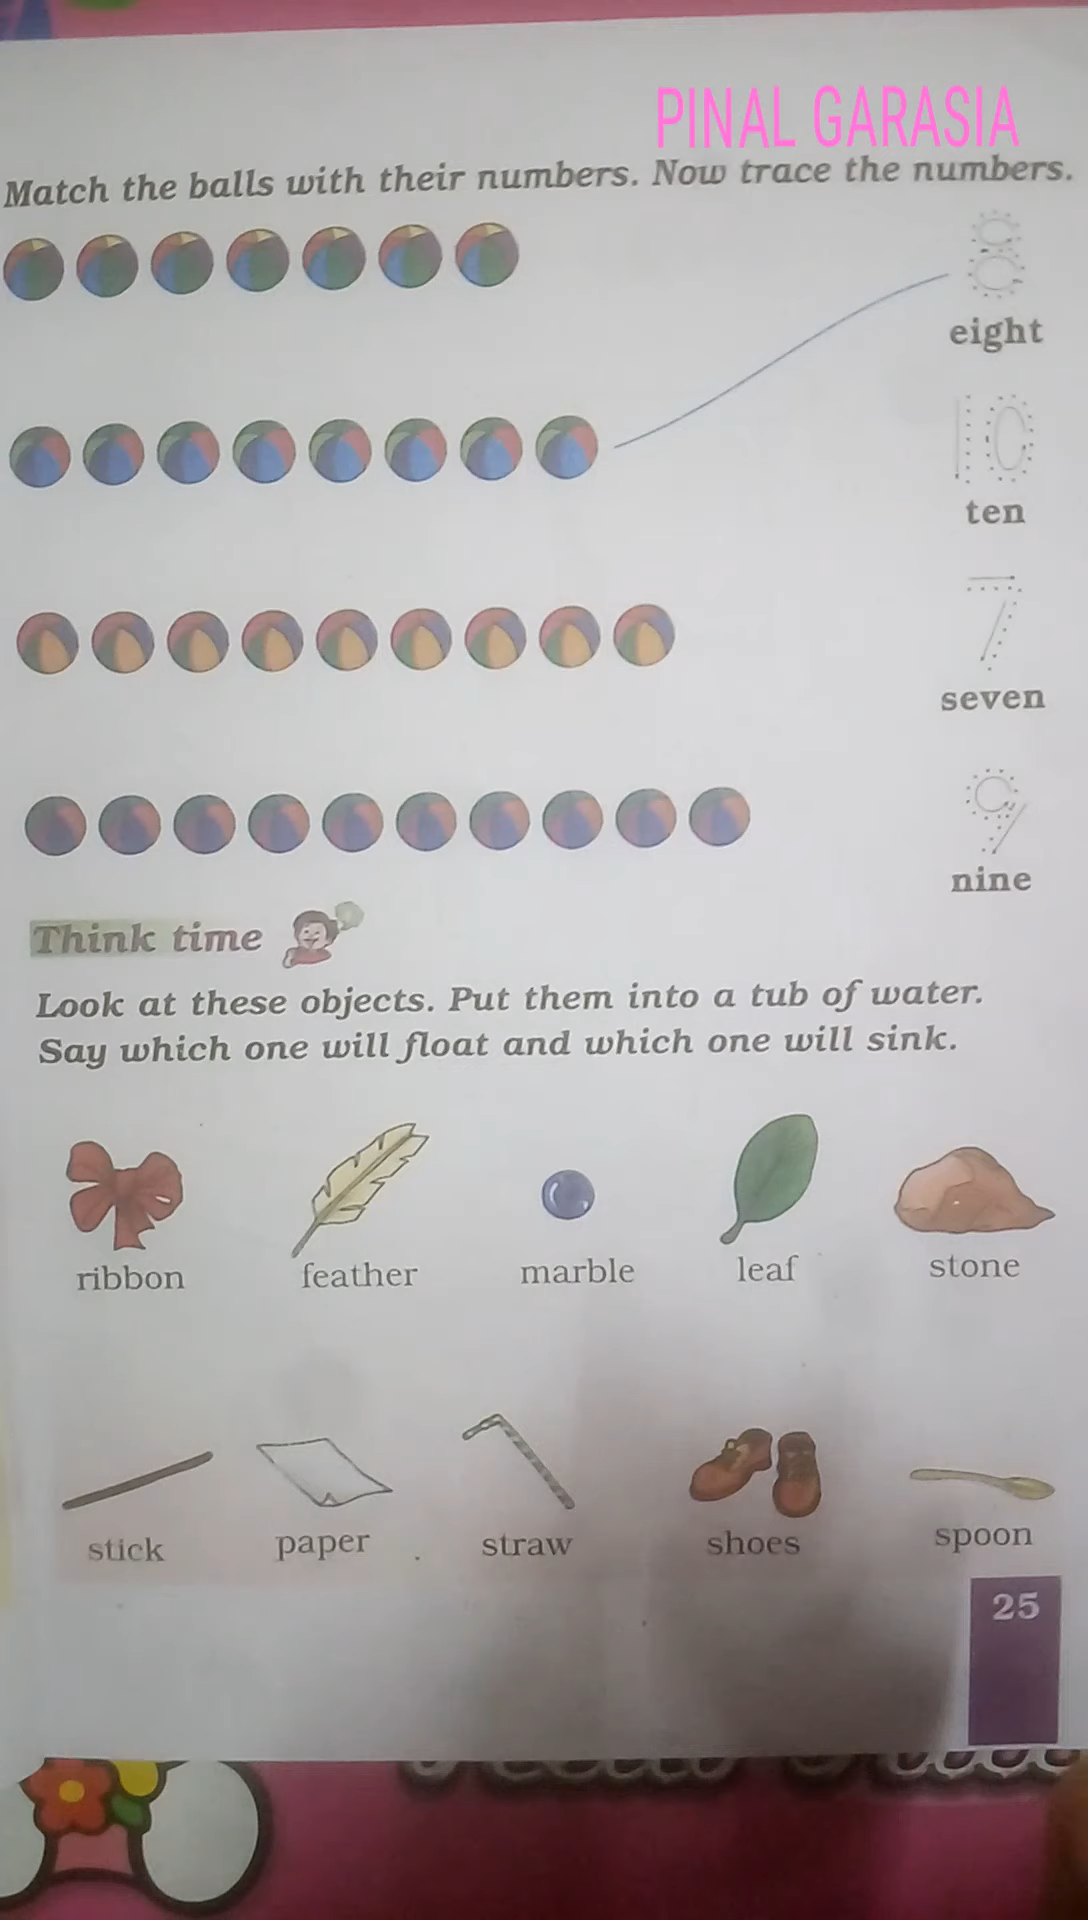 PINAL GARASIA
Match the balls with their numbers. Now trace the numbers.
8
eight
10
ten
7
seven
9
nine
Think time
Look at these objects. Put them into a tub of water.
Say which one will float and which one will sink.
ribbon feather marble leaf stone
stick paper straw shoes spoon
25